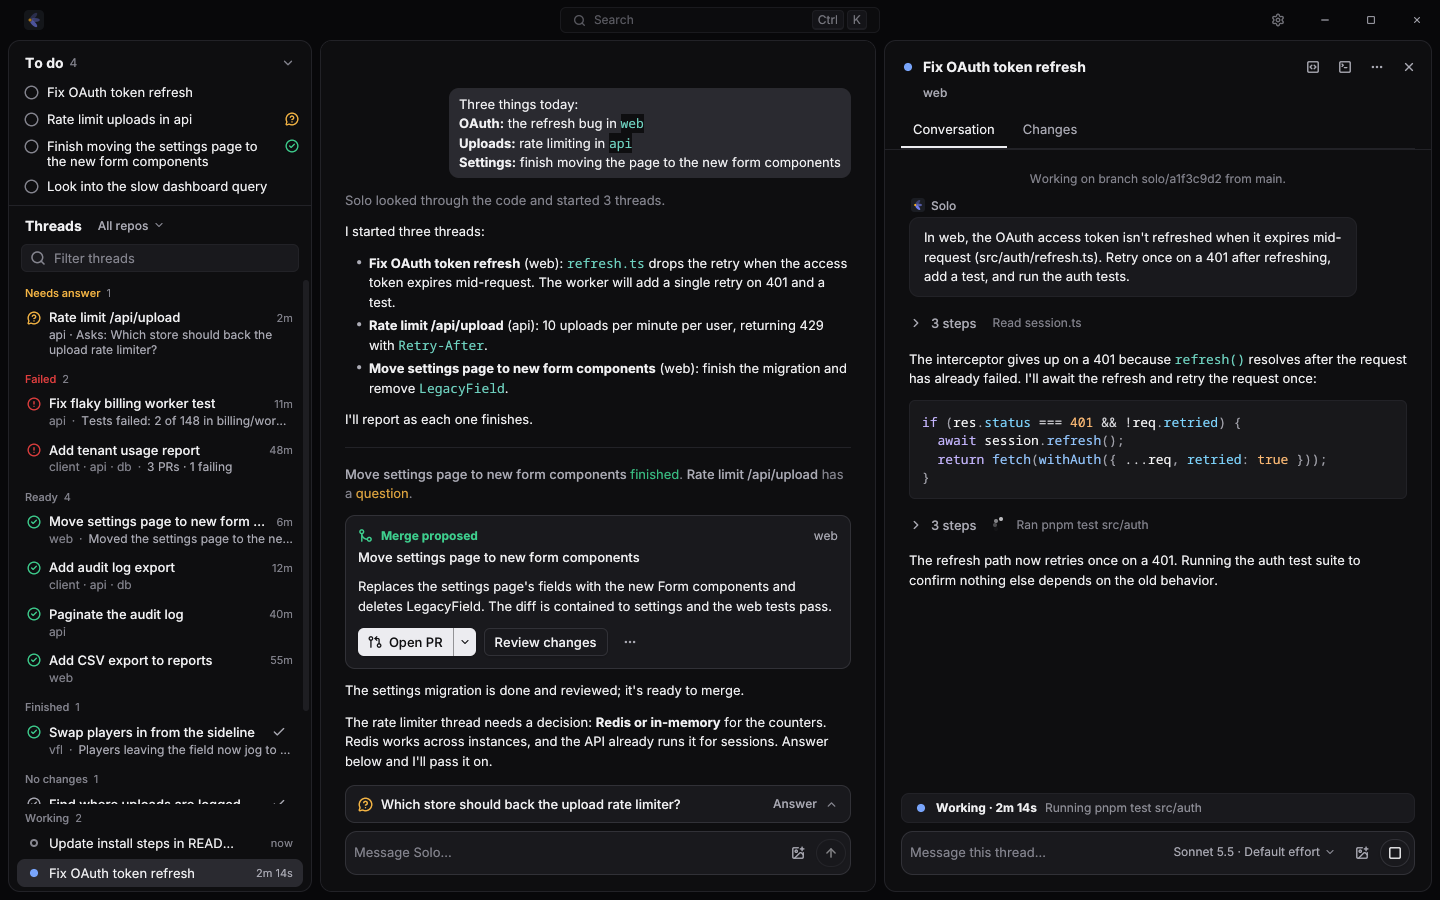 Search Ctrl K
To do 4
Fix OAuth token refresh
Rate limit uploads in api
Finish moving the settings page to
the new form components
Look into the slow dashboard query
Threads All repos
Filter threads
Needs answer 1
Rate limit /api/upload 2m
api · Asks: Which store should back the
upload rate limiter?
Failed 2
Fix flaky billing worker test 11m
api · Tests failed: 2 of 148 in billing/wor...
Add tenant usage report 48m
client · api · db · 3 PRs · 1 failing
Ready 4
Move settings page to new form ... 6m
web · Moved the settings page to the ne...
Add audit log export 12m
client · api · db
Paginate the audit log 40m
api
Add CSV export to reports 55m
web
Finished 1
Swap players in from the sideline
vfl · Players leaving the field now jog to ...
No changes 1
Find where uploads are logged
Working 2
Update install steps in READ... now
Fix OAuth token refresh 2m 14s
Three things today:
OAuth: the refresh bug in web
Uploads: rate limiting in api
Settings: finish moving the page to the new form components
Solo looked through the code and started 3 threads.
I started three threads:
• Fix OAuth token refresh (web): refresh.ts drops the retry when the access
token expires mid-request. The worker will add a single retry on 401 and a
test.
• Rate limit /api/upload (api): 10 uploads per minute per user, returning 429
with Retry-After.
• Move settings page to new form components (web): finish the migration and
remove LegacyField.
I'll report as each one finishes.
Move settings page to new form components finished. Rate limit /api/upload has
a question.
Merge proposed web
Move settings page to new form components
Replaces the settings page's fields with the new Form components and
deletes LegacyField. The diff is contained to settings and the web tests pass.
Open PR Review changes
The settings migration is done and reviewed; it's ready to merge.
The rate limiter thread needs a decision: Redis or in-memory for the counters.
Redis works across instances, and the API already runs it for sessions. Answer
below and I'll pass it on.
Which store should back the upload rate limiter? Answer
Message Solo...
Fix OAuth token refresh
web
Conversation Changes
Working on branch solo/a1f3c9d2 from main.
Solo
In web, the OAuth access token isn't refreshed when it expires mid-
request (src/auth/refresh.ts). Retry once on a 401 after refreshing,
add a test, and run the auth tests.
3 steps Read session.ts
The interceptor gives up on a 401 because refresh() resolves after the request
has already failed. I'll await the refresh and retry the request once:
if (res.status === 401 && !req.retried) {
await session.refresh();
return fetch(withAuth({ ...req, retried: true }));
}
3 steps Ran pnpm test src/auth
The refresh path now retries once on a 401. Running the auth test suite to
confirm nothing else depends on the old behavior.
Working · 2m 14s Running pnpm test src/auth
Message this thread... Sonnet 5.5 · Default effort